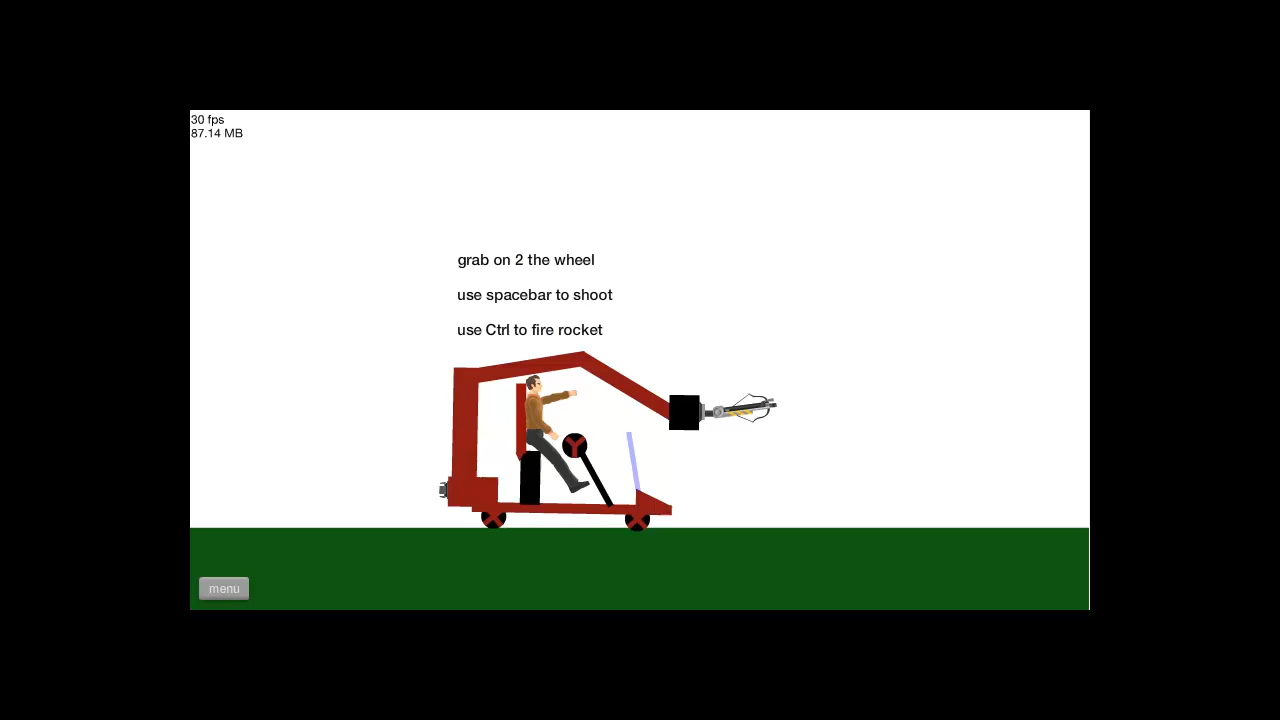 30 fps
87.14 MB
grab on 2 the wheel
use spacebar to shoot
use Ctrl to fire rocket
menu